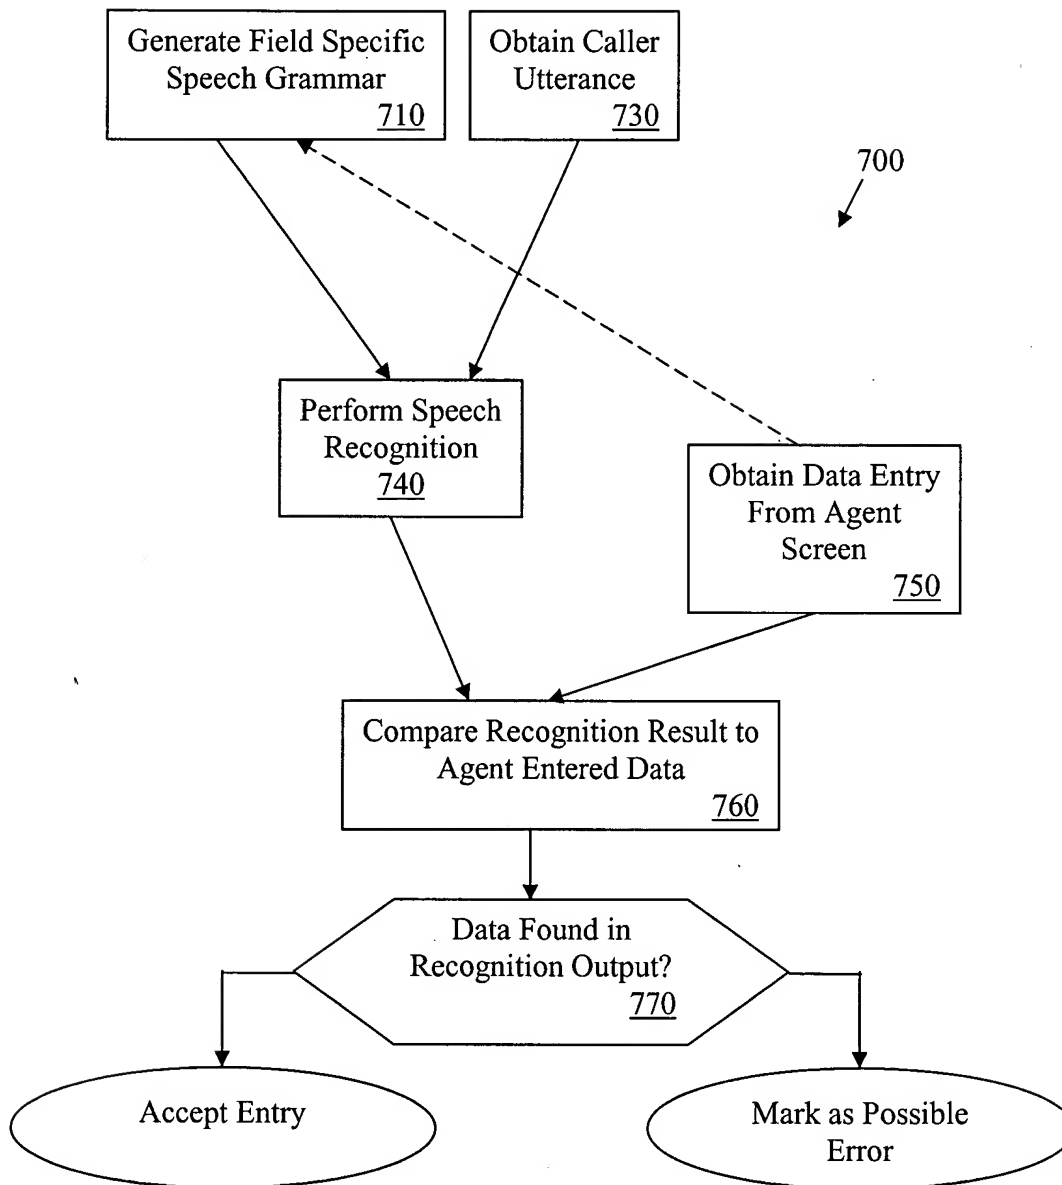 Generate Field Specific
Speech Grammar
710
Obtain Caller
Utterance
730
700
Perform Speech
Recognition
740
Obtain Data Entry
From Agent
Screen
750
Compare Recognition Result to
Agent Entered Data
760
Data Found in
Recognition Output?
770
Accept Entry
Mark as Possible
Error